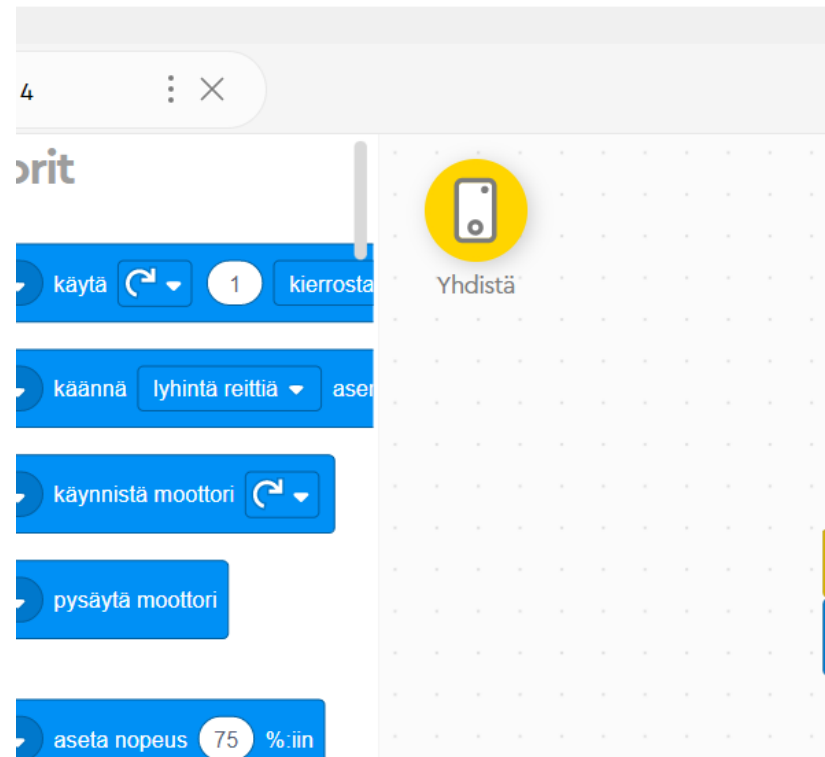 4
orit
käytä 1 kierrosta
Yhdistä
käännä lyhintä reittiä
käynnistä moottori
pysäytä moottori
aseta nopeus 75 %:iin